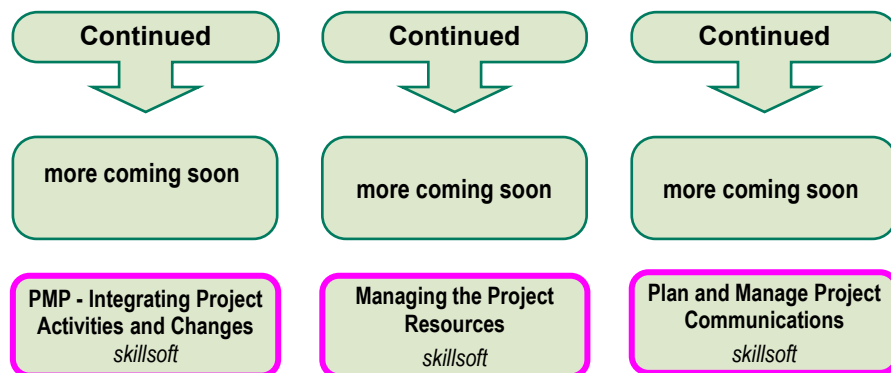 Continued
Continued
Continued
more coming soon
more coming soon
more coming soon
PMP - Integrating Project
Activities and Changes
skillsoft
Managing the Project
Resources
skillsoft
Plan and Manage Project
Communications
skillsoft